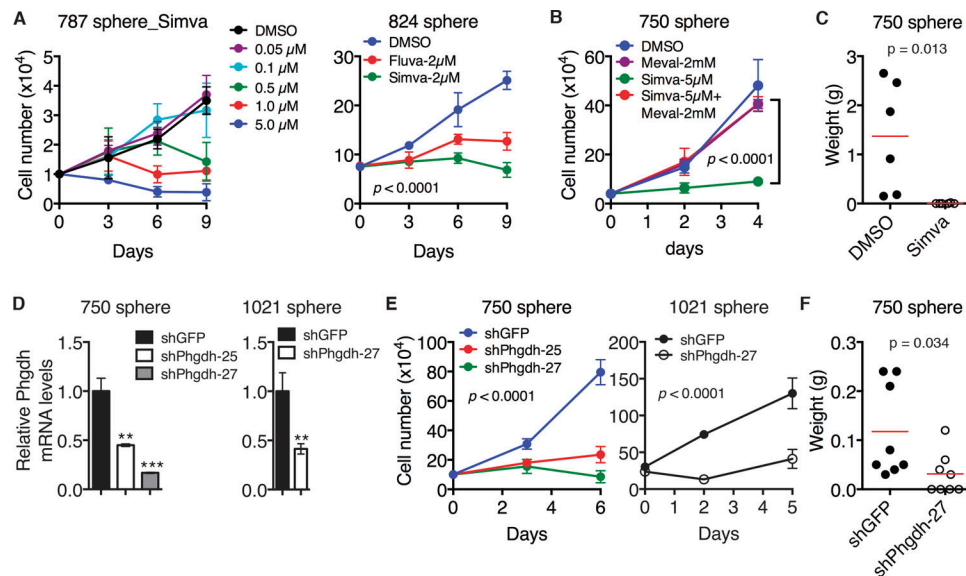 A
787 sphere_Simva
Cell number (x10⁴)
5
4
3
2
1
0
0 3 6 9
Days
DMSO
0.05 µM
0.1 µM
0.5 µM
1.0 µM
5.0 µM
824 sphere
DMSO
Fluva-2µM
Simva-2µM
30
20
10
0
p < 0.0001
0 3 6 9
Days
B
750 sphere
Cell number (x10⁴)
DMSO
Meval-2mM
Simva-5µM
Simva-5µM+
Meval-2mM
60
40
20
0
p < 0.0001
0 1 2 3 4
days
C
750 sphere
p = 0.013
Weight (g)
3
2
1
0
DMSO
Simva
D
750 sphere
Relative Phgdh
mRNA levels
shGFP
shPhgdh-25
shPhgdh-27
1.5
1.0
0.5
0.0
**
***
1021 sphere
shGFP
shPhgdh-27
1.5
1.0
0.5
0.0
**
E
750 sphere
Cell number (x10⁴)
shGFP
shPhgdh-25
shPhgdh-27
100
80
60
40
20
0
p < 0.0001
0 2 4 6
Days
1021 sphere
shGFP
shPhgdh-27
200
150
100
50
0
p < 0.0001
0 1 2 3 4 5
Days
F
750 sphere
p = 0.034
Weight (g)
0.3
0.2
0.1
0.0
shGFP
shPhgdh-27